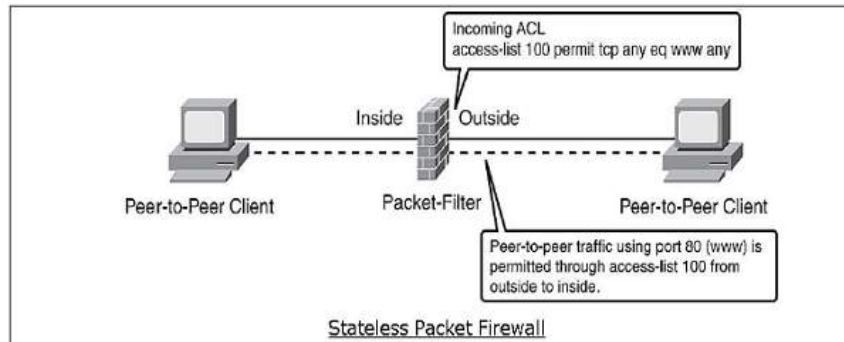 Incoming ACL
access-list 100 permit tcp any eq www any
Inside
Outside
Peer-to-Peer Client
Packet-Filter
Peer-to-Peer Client
Peer-to-peer traffic using port 80 (www) is
permitted through access-list 100 from
outside to inside.
Stateless Packet Firewall